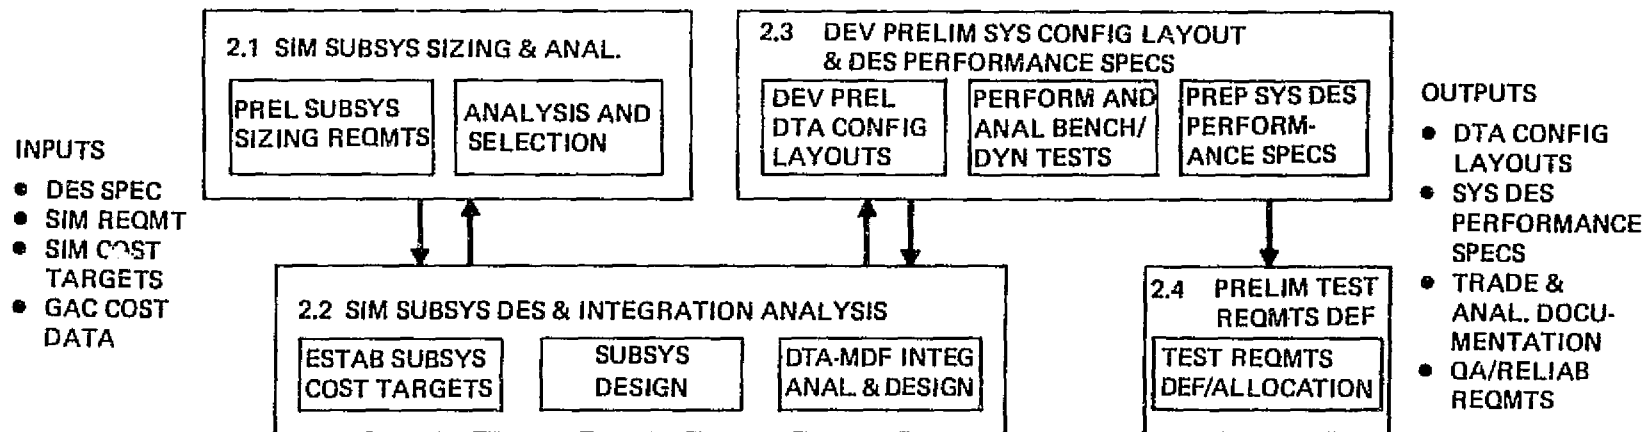 INPUTS
● DES SPEC
● SIM REQMT
● SIM COST
TARGETS
● GAC COST
DATA
2.1 SIM SUBSYS SIZING & ANAL.
PREL SUBSYS
SIZING REQMTS
ANALYSIS AND
SELECTION
2.2 SIM SUBSYS DES & INTEGRATION ANALYSIS
ESTAB SUBSYS
COST TARGETS
SUBSYS
DESIGN
DTA-MDF INTEG
ANAL. & DESIGN
2.3 DEV PRELIM SYS CONFIG LAYOUT
& DES PERFORMANCE SPECS
DEV PREL
DTA CONFIG
LAYOUTS
PERFORM AND
ANAL BENCH/
DYN TESTS
PREP SYS DES
PERFORM-
ANCE SPECS
2.4 PRELIM TEST
REQMTS DEF
TEST REQMTS
DEF/ALLOCATION
OUTPUTS
● DTA CONFIG
LAYOUTS
● SYS DES
PERFORMANCE
SPECS
● TRADE &
ANAL. DOCU-
MENTATION
● QA/RELIAB
REQMTS